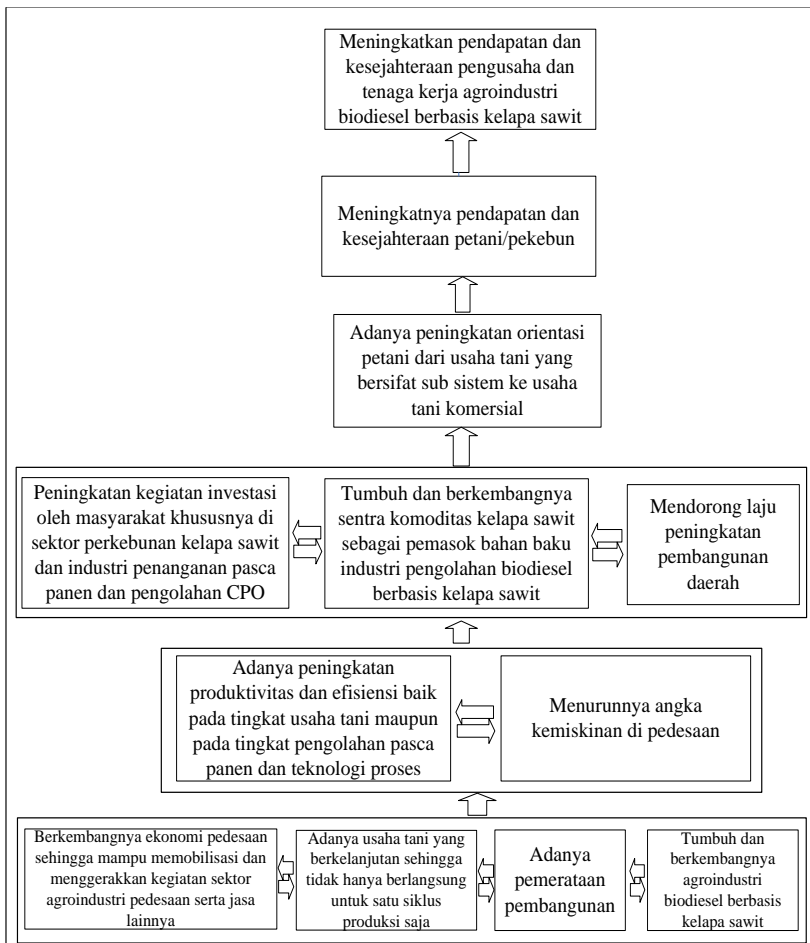 Meningkatkan pendapatan dan
kesejahteraan pengusaha dan
tenaga kerja agroindustri
biodiesel berbasis kelapa sawit
Meningkatnya pendapatan dan
kesejahteraan petani/pekebun
Adanya peningkatan orientasi
petani dari usaha tani yang
bersifat sub sistem ke usaha
tani komersial
Peningkatan kegiatan investasi
oleh masyarakat khususnya di
sektor perkebunan kelapa sawit
dan industri penanganan pasca
panen dan pengolahan CPO
Tumbuh dan berkembangnya
sentra komoditas kelapa sawit
sebagai pemasok bahan baku
industri pengolahan biodiesel
berbasis kelapa sawit
Mendorong laju
peningkatan
pembangunan
daerah
Adanya peningkatan
produktivitas dan efisiensi baik
pada tingkat usaha tani maupun
pada tingkat pengolahan pasca
panen dan teknologi proses
Menurunnya angka
kemiskinan di pedesaan
Berkembangnya ekonomi pedesaan
sehingga mampu memobilisasi dan
menggerakkan kegiatan sektor
agroindustri pedesaan serta jasa
lainnya
Adanya usaha tani yang
berkelanjutan sehingga
tidak hanya berlangsung
untuk satu siklus
produksi saja
Adanya
pemerataan
pembangunan
Tumbuh dan
berkembangnya
agroindustri
biodiesel berbasis
kelapa sawit